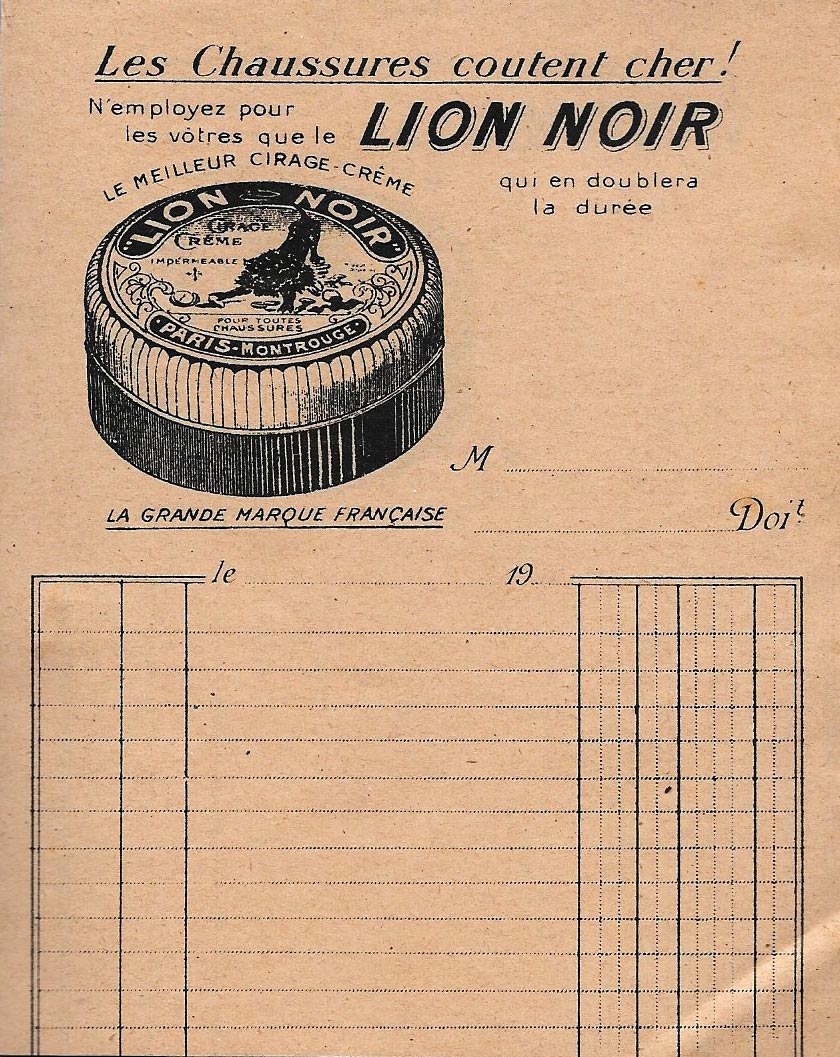 Les Chaussures coutent cher!
N'employez pour
les vôtres que le LION NOIR
qui en doublera
la durée
LE MEILLEUR CIRAGE-CRÊME
"LION NOIR"
CIRAGE
CRÊME
IMPERMEABLE
POUR TOUTES
CHAUSSURES
PARIS-MONTROUGE
LA GRANDE MARQUE FRANÇAISE
M
Doit
le 19